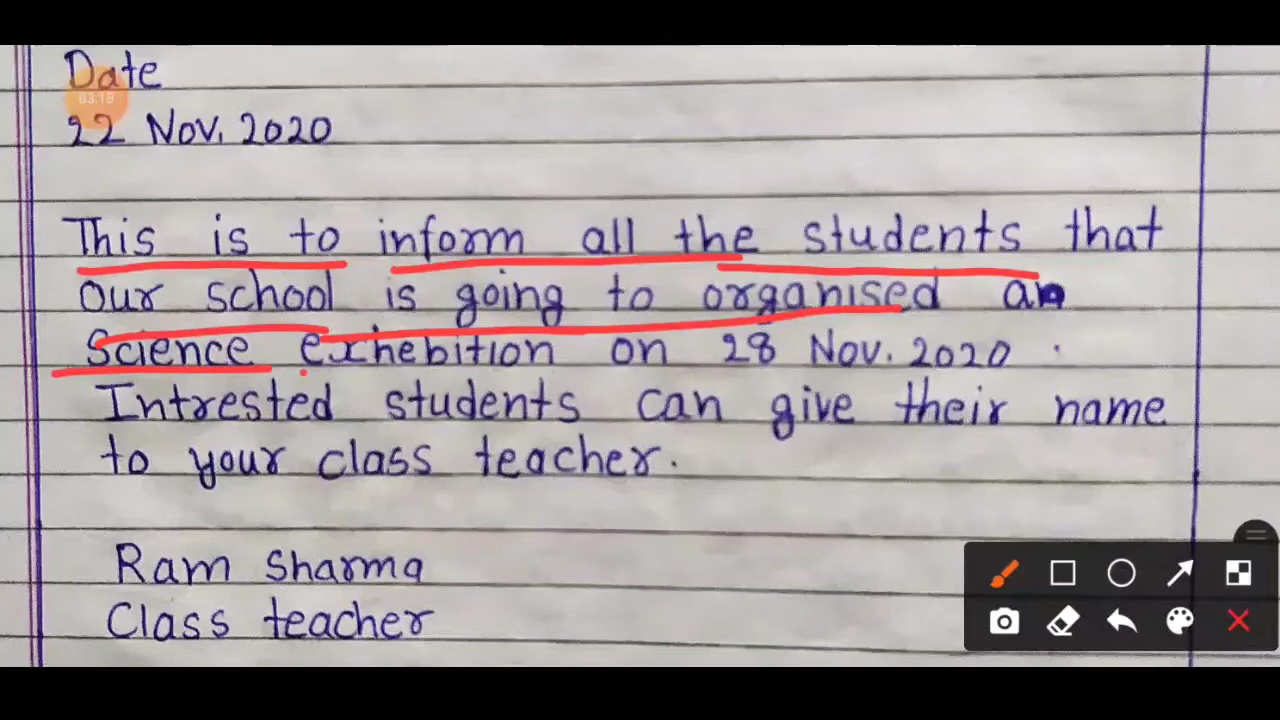 Date
03:18
22 Nov. 2020
This is to inform all the students that
our school is going to organised an
Science exhebition on 28 Nov. 2020 .
Intrested students can give their name
to your class teacher.
Ram Sharma
Class teacher